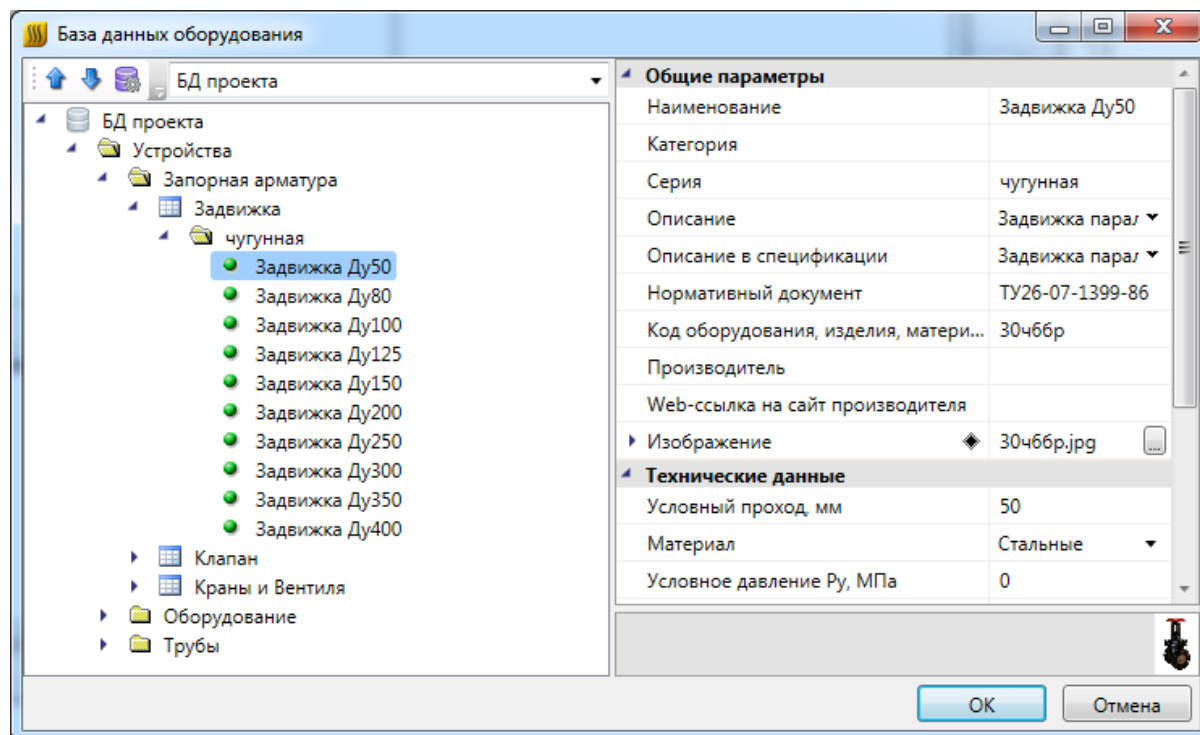 База данных оборудования
БД проекта
БД проекта
Устройства
Запорная арматура
Задвижка
чугунная
Задвижка Ду50
Задвижка Ду80
Задвижка Ду100
Задвижка Ду125
Задвижка Ду150
Задвижка Ду200
Задвижка Ду250
Задвижка Ду300
Задвижка Ду350
Задвижка Ду400
Клапан
Краны и Вентиля
Оборудование
Трубы
Общие параметры
Наименование Задвижка Ду50
Категория
Серия чугунная
Описание Задвижка парал
Описание в спецификации Задвижка парал
Нормативный документ ТУ26-07-1399-86
Код оборудования, изделия, матери... 30ч6бр
Производитель
Web-ссылка на сайт производителя
Изображение 30ч6бр.jpg ...
Технические данные
Условный проход, мм 50
Материал Стальные
Условное давление Ру, МПа 0
OK Отмена